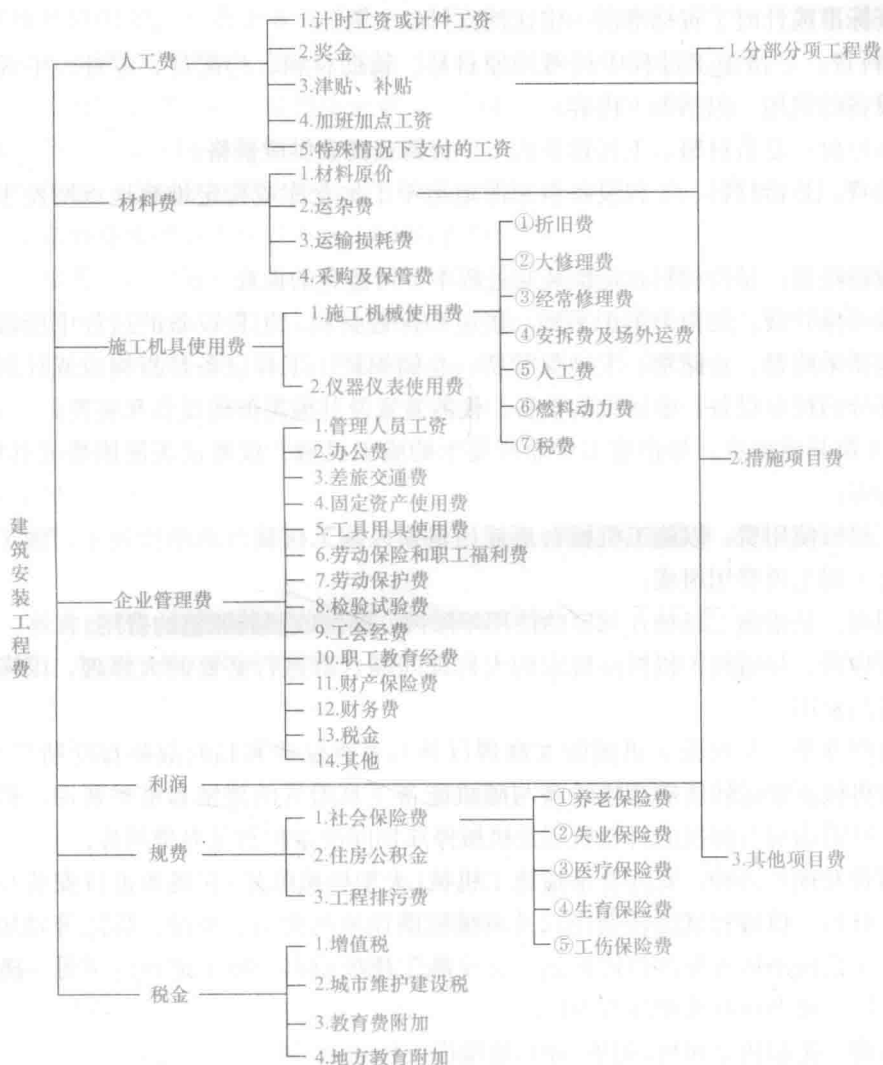 建筑安装工程费
人工费
1.计时工资或计件工资
2.奖金
3.津贴、补贴
4.加班加点工资
5.特殊情况下支付的工资
材料费
1.材料原价
2.运杂费
3.运输损耗费
4.采购及保管费
施工机具使用费
1.施工机械使用费
①折旧费
②大修理费
③经常修理费
④安拆费及场外运费
⑤人工费
⑥燃料动力费
⑦税费
2.仪器仪表使用费
企业管理费
1.管理人员工资
2.办公费
3.差旅交通费
4.固定资产使用费
5.工具用具使用费
6.劳动保险和职工福利费
7.劳动保护费
8.检验试验费
9.工会经费
10.职工教育经费
11.财产保险费
12.财务费
13.税金
14.其他
利润
规费
1.社会保险费
①养老保险费
②失业保险费
③医疗保险费
④生育保险费
⑤工伤保险费
2.住房公积金
3.工程排污费
税金
1.增值税
2.城市维护建设税
3.教育费附加
4.地方教育附加
1.分部分项工程费
2.措施项目费
3.其他项目费